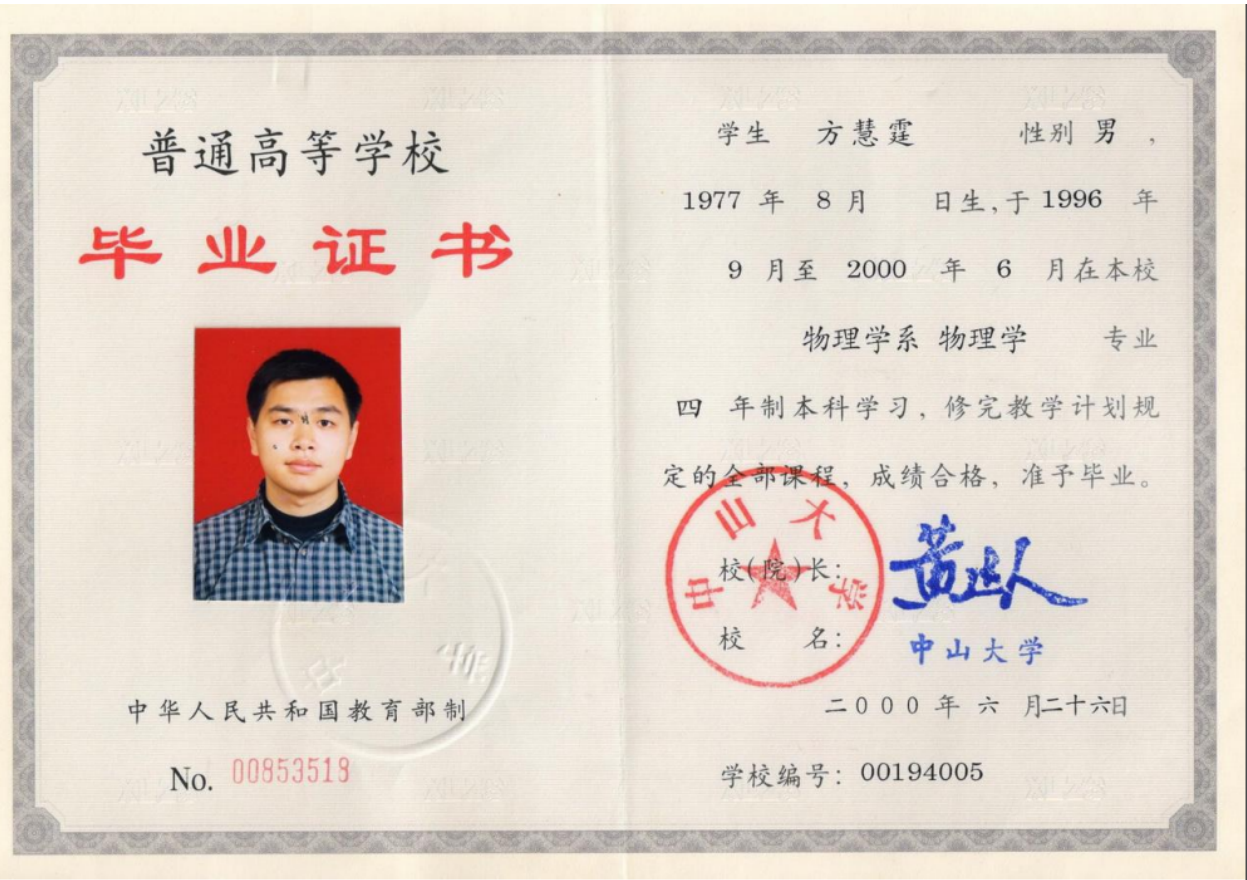 普通高等学校
毕业证书
中华人民共和国教育部制
No. 00853518
学生 方慧霆 性别 男，
1977 年 8 月 日生，于 1996 年
9 月至 2000 年 6 月在本校
物理学系 物理学 专业
四 年制本科学习，修完教学计划规
定的全部课程，成绩合格，准予毕业。
中山大学
校(院)长：
校 名：中山大学
二000年 六 月二十六日
学校编号：00194005